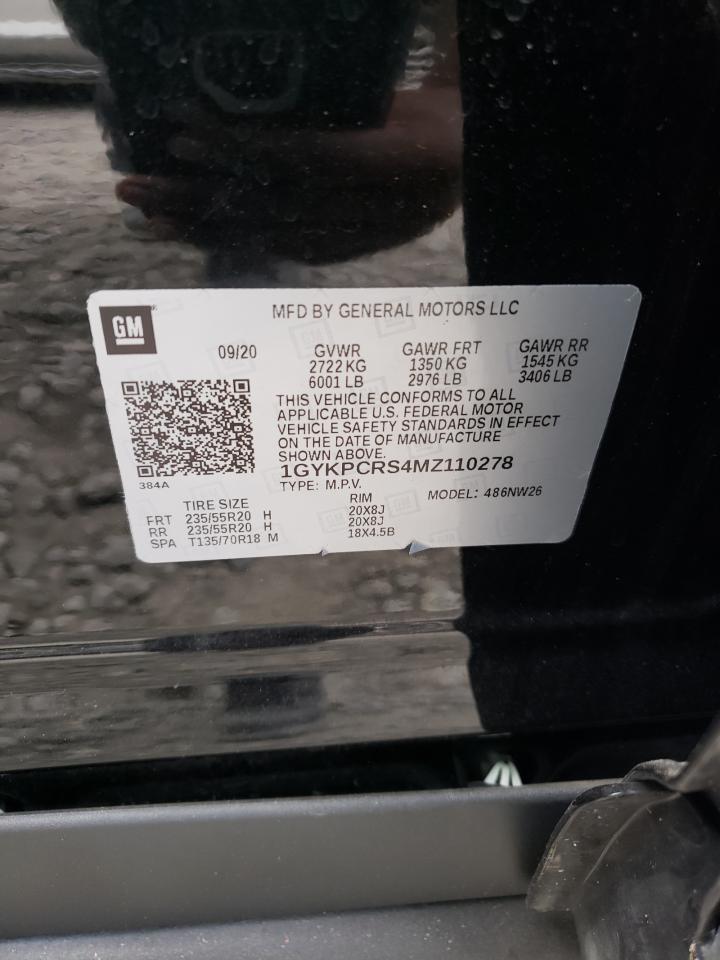 GM
MFD BY GENERAL MOTORS LLC
09/20 GVWR GAWR FRT GAWR RR
2722 KG 1350 KG 1545 KG
6001 LB 2976 LB 3406 LB
THIS VEHICLE CONFORMS TO ALL
APPLICABLE U.S. FEDERAL MOTOR
VEHICLE SAFETY STANDARDS IN EFFECT
ON THE DATE OF MANUFACTURE
SHOWN ABOVE.
1GYKPCRS4MZ110278
384A TYPE: M.P.V. MODEL: 486NW26
TIRE SIZE RIM
FRT 235/55R20 H 20X8J
RR 235/55R20 H 20X8J
SPA T135/70R18 M 18X4.5B